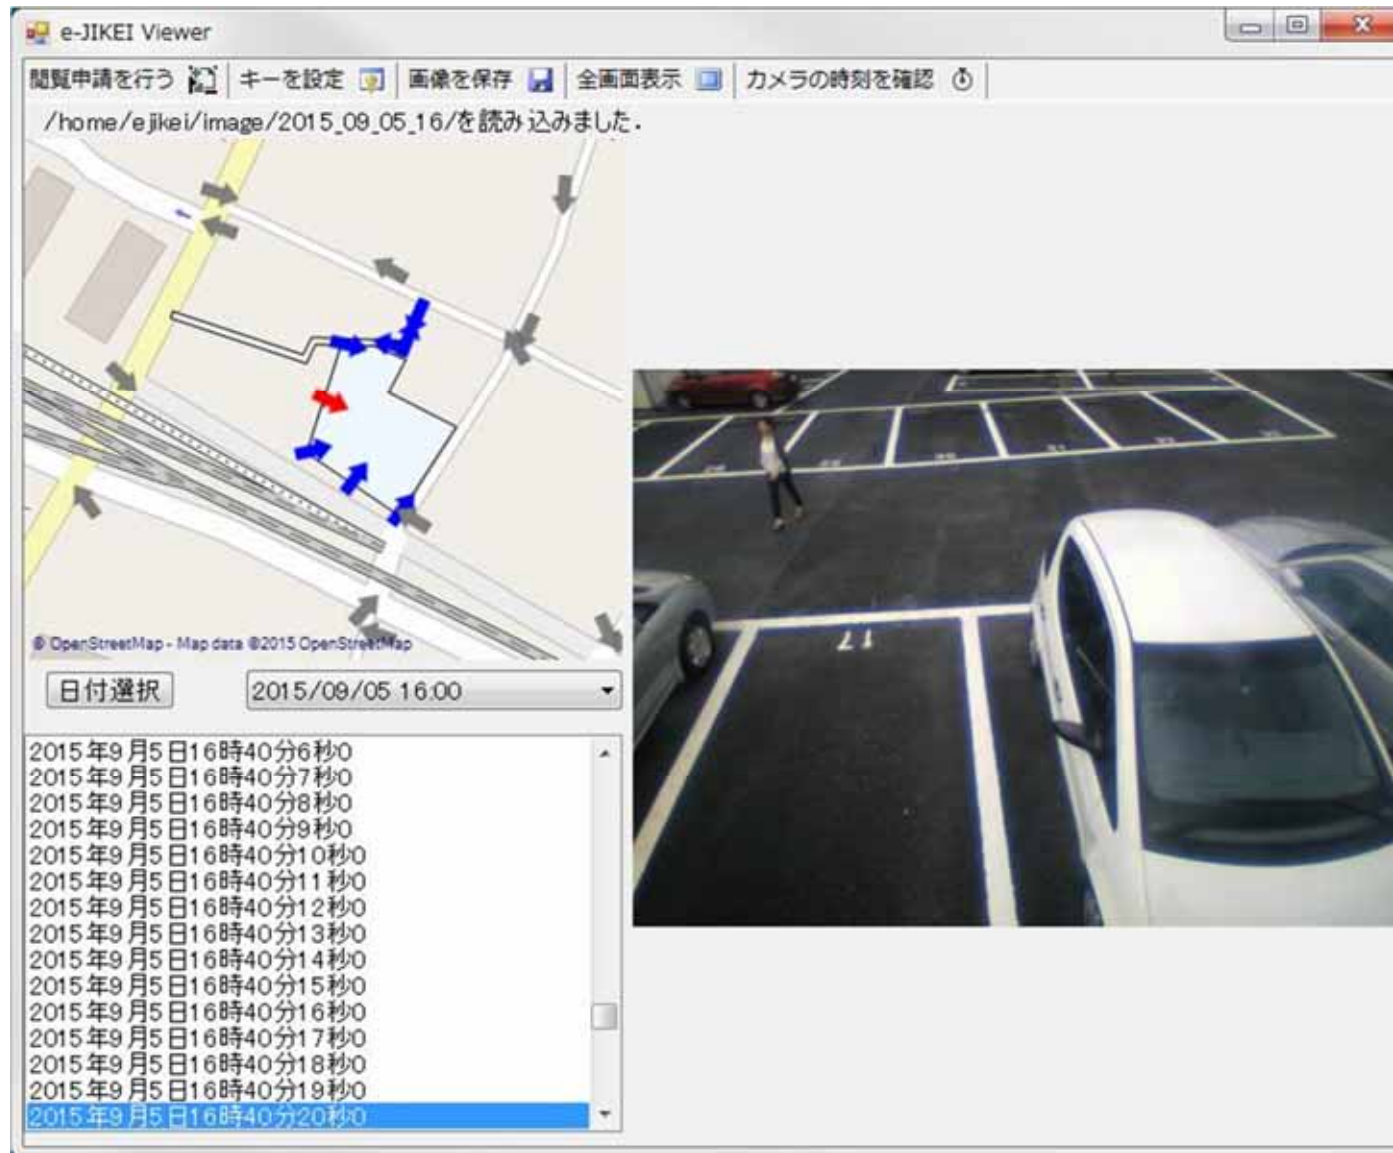 e-JIKEI Viewer
閲覧申請を行う キーを設定 画像を保存 全画面表示 カメラの時刻を確認
/home/ejikei/image/2015_09_05_16/を読み込みました.
© OpenStreetMap - Map data ©2015 OpenStreetMap
日付選択 2015/09/05 16:00
2015年9月5日16時40分6秒0
2015年9月5日16時40分7秒0
2015年9月5日16時40分8秒0
2015年9月5日16時40分9秒0
2015年9月5日16時40分10秒0
2015年9月5日16時40分11秒0
2015年9月5日16時40分12秒0
2015年9月5日16時40分13秒0
2015年9月5日16時40分14秒0
2015年9月5日16時40分15秒0
2015年9月5日16時40分16秒0
2015年9月5日16時40分17秒0
2015年9月5日16時40分18秒0
2015年9月5日16時40分19秒0
2015年9月5日16時40分20秒0
17